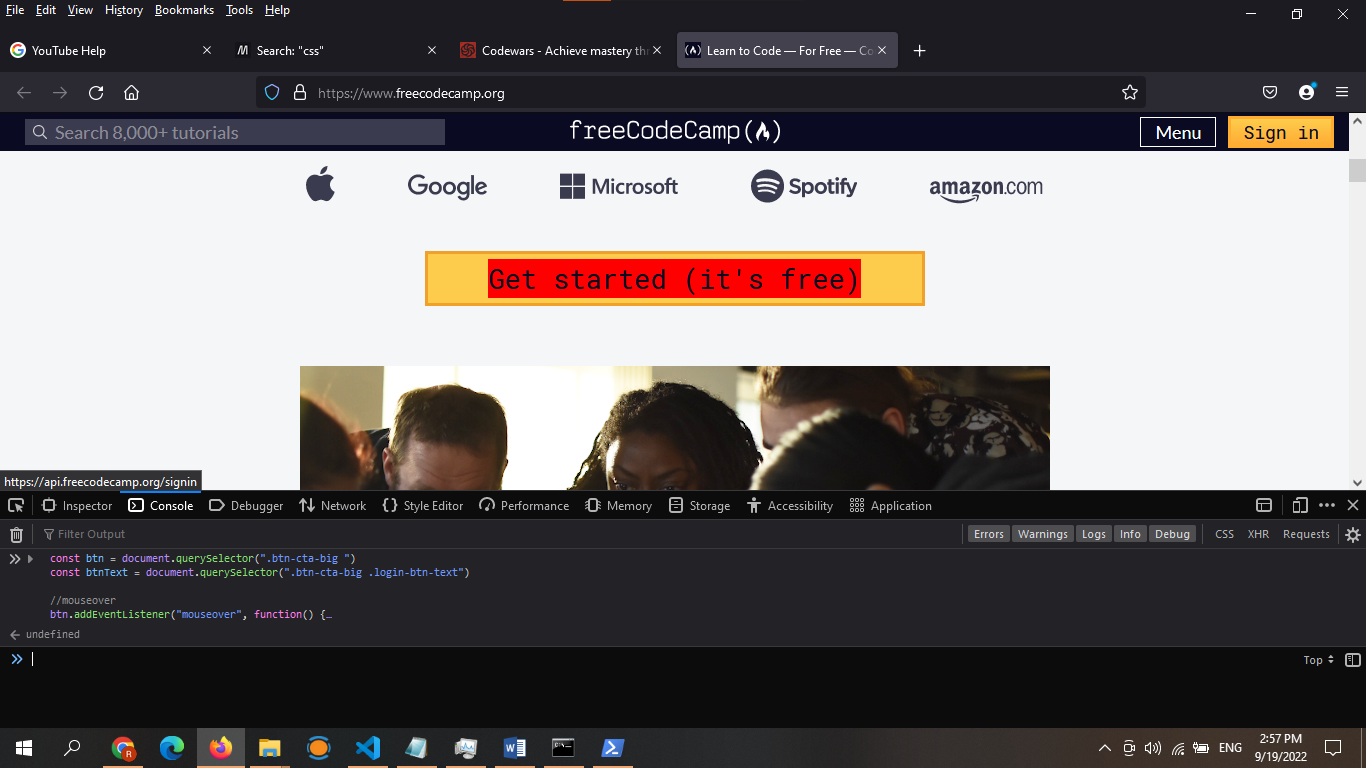 File Edit View History Bookmarks Tools Help
YouTube Help
M Search: "css"
Codewars - Achieve mastery thr
Learn to Code — For Free — Co
https://www.freecodecamp.org
Search 8,000+ tutorials
freeCodeCamp
Menu
Sign in
Google
Microsoft
Spotify
amazon.com
Get started (it's free)
https://api.freecodecamp.org/signin
Inspector Console Debugger Network Style Editor Performance Memory Storage Accessibility Application
Filter Output
Errors Warnings Logs Info Debug CSS XHR Requests
const btn = document.querySelector(".btn-cta-big ")
const btnText = document.querySelector(".btn-cta-big .login-btn-text")
//mouseover
btn.addEventListener("mouseover", function() {…
undefined
Top
R
ENG
2:57 PM
9/19/2022